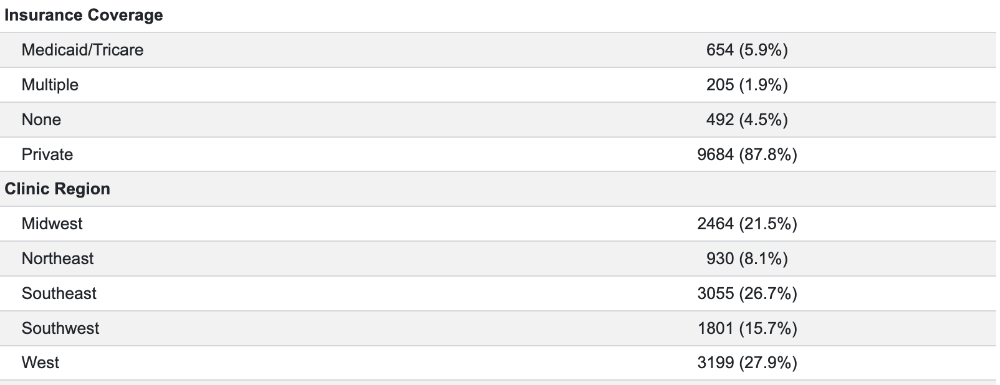 Insurance Coverage
Medicaid/Tricare 654 (5.9%)
Multiple 205 (1.9%)
None 492 (4.5%)
Private 9684 (87.8%)
Clinic Region
Midwest 2464 (21.5%)
Northeast 930 (8.1%)
Southeast 3055 (26.7%)
Southwest 1801 (15.7%)
West 3199 (27.9%)